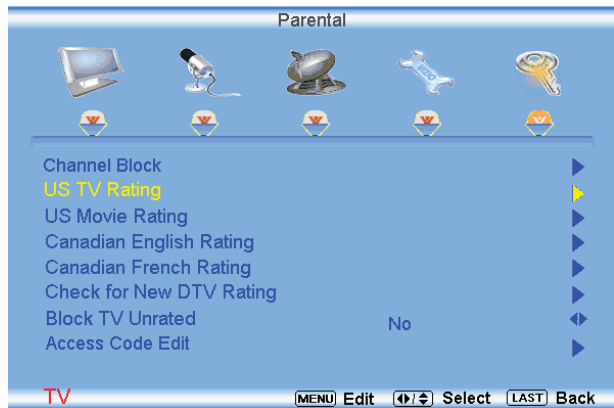 Parental
Channel Block
US TV Rating
US Movie Rating
Canadian English Rating
Canadian French Rating
Check for New DTV Rating
Block TV Unrated No
Access Code Edit
TV MENU Edit Select LAST Back